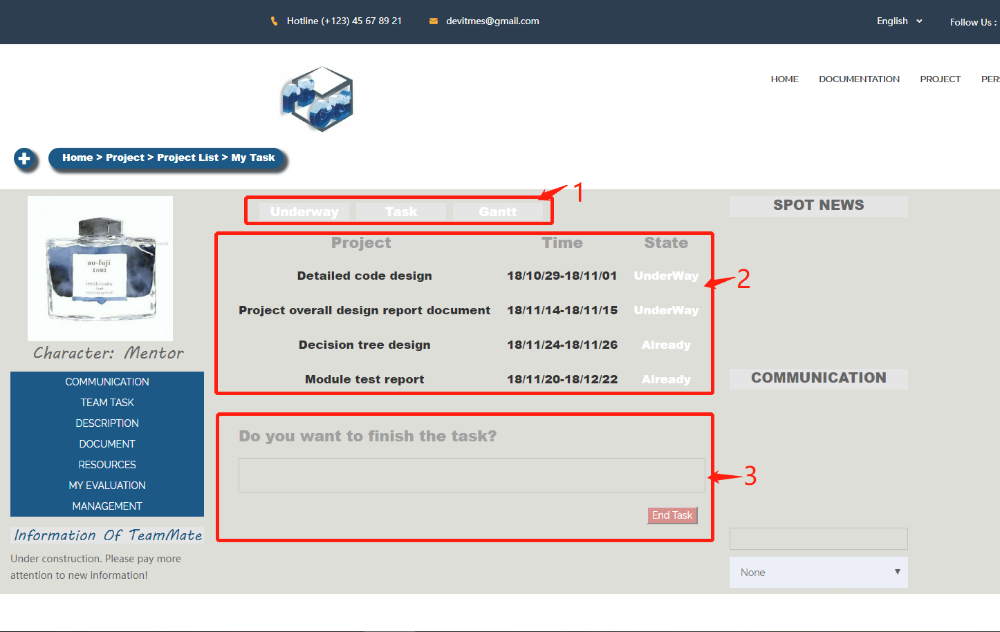 Hotline (+123) 45 67 89 21
devitmes@gmail.com
English
Follow Us :
HOME
DOCUMENTATION
PROJECT
PER
Home > Project > Project List > My Task
1
Underway
Task
Gantt
SPOT NEWS
Project
Time
State
Detailed code design
18/10/29-18/11/01
UnderWay
2
Project overall design report document
18/11/14-18/11/15
UnderWay
Decision tree design
18/11/24-18/11/26
Already
Module test report
18/11/20-18/12/22
Already
ao-fuji
Character: Mentor
COMMUNICATION
TEAM TASK
DESCRIPTION
DOCUMENT
RESOURCES
MY EVALUATION
MANAGEMENT
Information Of TeamMate
Under construction. Please pay more
attention to new information!
Do you want to finish the task?
3
End Task
COMMUNICATION
None